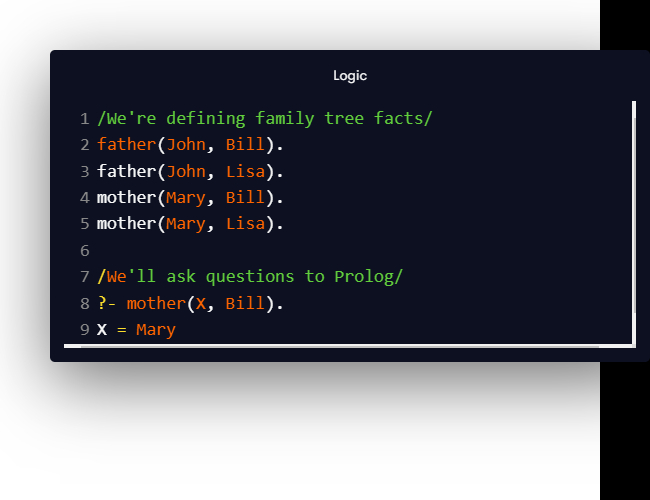 Logic
1 /We're defining family tree facts/
2 father(John, Bill).
3 father(John, Lisa).
4 mother(Mary, Bill).
5 mother(Mary, Lisa).
6
7 /We'll ask questions to Prolog/
8 ?- mother(X, Bill).
9 X = Mary